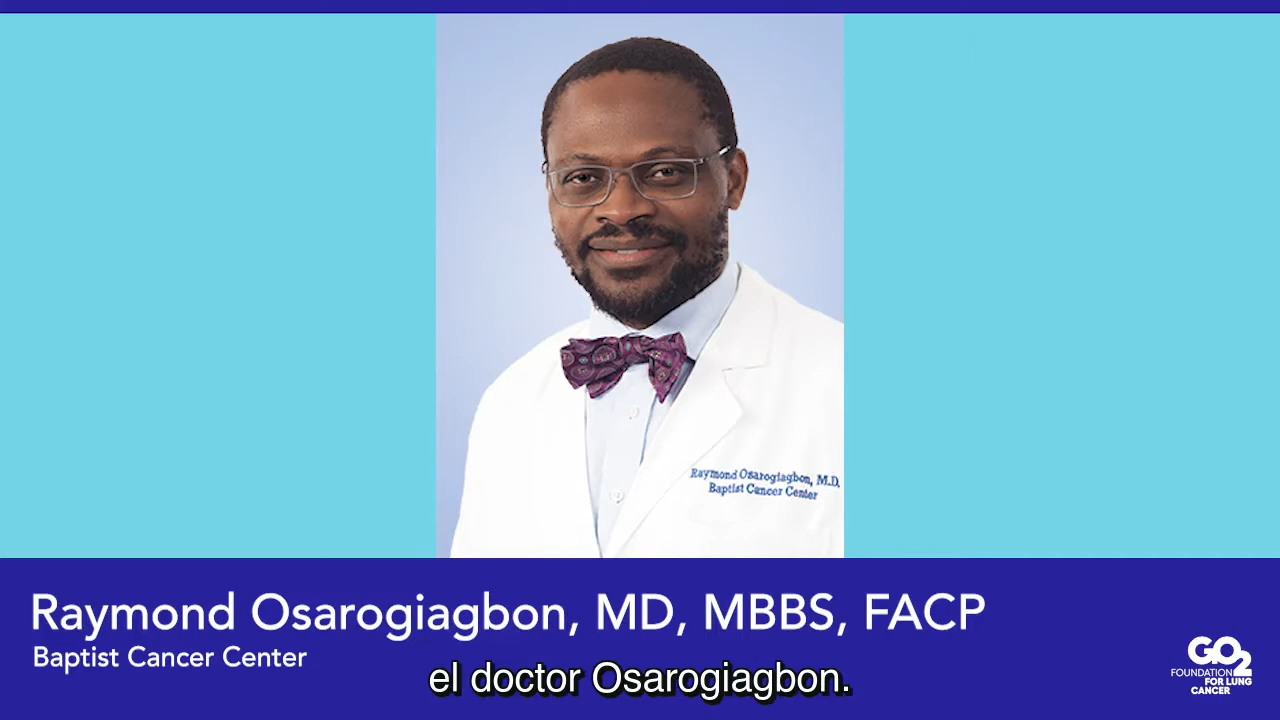 Raymond Osarogiagbon, M.D.
Baptist Cancer Center
Raymond Osarogiagbon, MD, MBBS, FACP
Baptist Cancer Center
el doctor Osarogiagbon.
GO2
FOUNDATION
FOR LUNG
CANCER